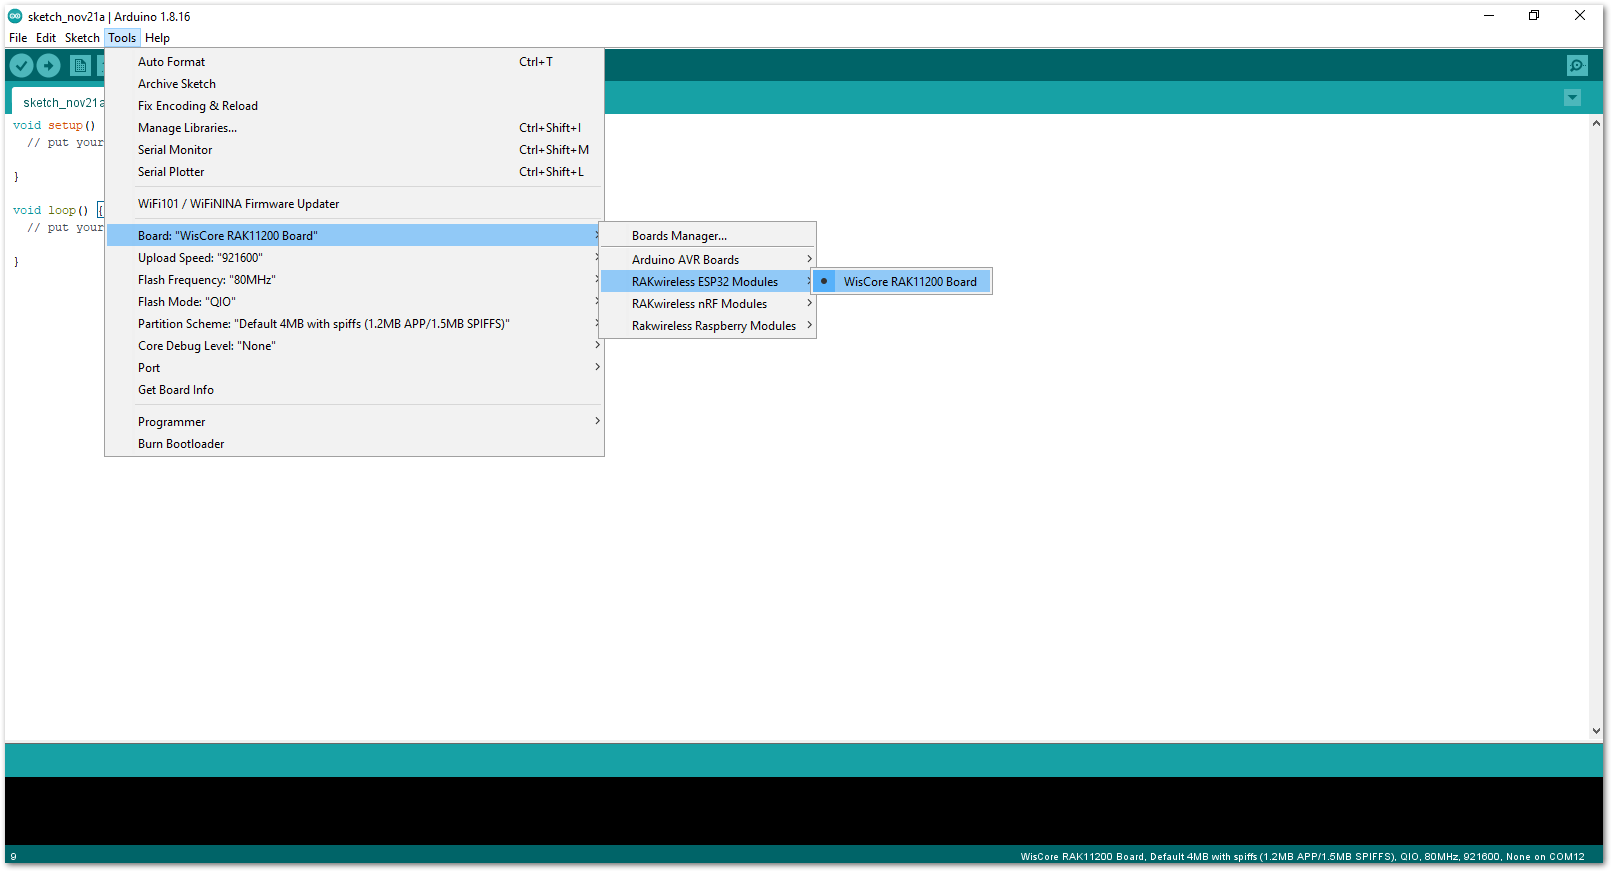 sketch_nov21a | Arduino 1.8.16
File Edit Sketch Tools Help
sketch_nov21a
void setup()
// put your
}
void loop() {
// put your
}
Auto Format Ctrl+T
Archive Sketch
Fix Encoding & Reload
Manage Libraries... Ctrl+Shift+I
Serial Monitor Ctrl+Shift+M
Serial Plotter Ctrl+Shift+L
WiFi101 / WiFiNINA Firmware Updater
Board: "WisCore RAK11200 Board"
Upload Speed: "921600"
Flash Frequency: "80MHz"
Flash Mode: "QIO"
Partition Scheme: "Default 4MB with spiffs (1.2MB APP/1.5MB SPIFFS)"
Core Debug Level: "None"
Port
Get Board Info
Programmer
Burn Bootloader
Boards Manager...
Arduino AVR Boards
RAKwireless ESP32 Modules
RAKwireless nRF Modules
Rakwireless Raspberry Modules
WisCore RAK11200 Board
9 WisCore RAK11200 Board, Default 4MB with spiffs (1.2MB APP/1.5MB SPIFFS), QIO, 80MHz, 921600, None on COM12